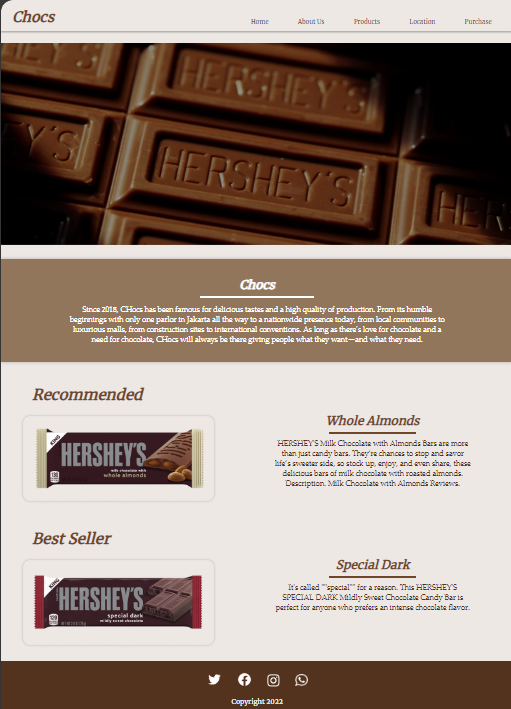 Chocs
Home About Us Products Location Purchase
HERSHEY'S
HERSHEY'S
HER
Chocs
Since 2018, CHocs has been famous for delicious tastes and a high quality of production. From its humble
beginnings with only one parlor in Jakarta all the way to a nationwide presence today, from local communities to
luxurious malls, from construction sites to international conventions. As long as there's love for chocolate and a
need for chocolate, CHocs will always be there giving people what they want—and what they need.
Recommended
KING
HERSHEY'S
milk chocolate with
whole almonds
Whole Almonds
HERSHEY'S Milk Chocolate with Almonds Bars are more
than just candy bars. They're chances to stop and savor
life's sweeter side, so stock up, enjoy, and even share, these
delicious bars of milk chocolate with roasted almonds.
Description. Milk Chocolate with Almonds Reviews.
Best Seller
KING
HERSHEY'S
special dark
mildly sweet chocolate
Special Dark
It's called ""special"" for a reason. This HERSHEY'S
SPECIAL DARK Mildly Sweet Chocolate Candy Bar is
perfect for anyone who prefers an intense chocolate flavor.
Copyright 2022